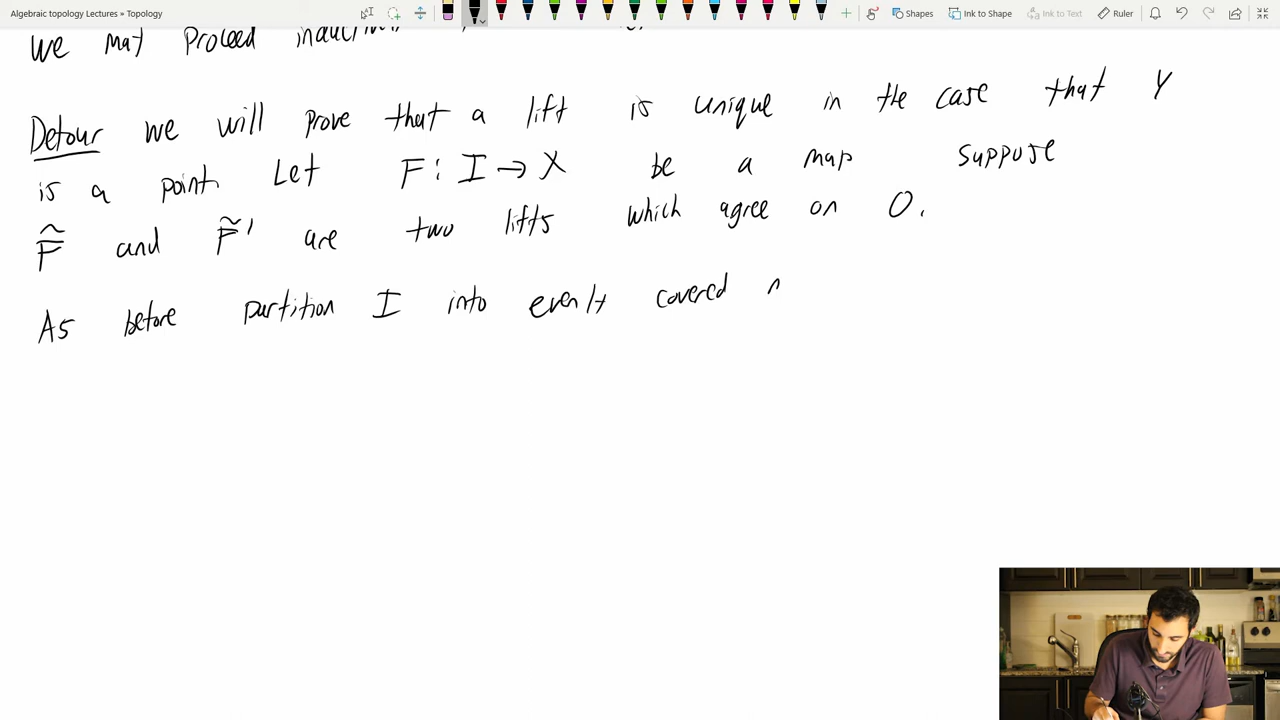 Algebraic topology Lectures » Topology
Shapes Ink to Shape Ink to Text Ruler
we may proceed
Detour we will prove that a lift is unique in the case that Y
is a point. Let F: I → X be a map suppose
F̃ and F̃' are two lifts which agree on 0.
As before partition I into evenly covered n